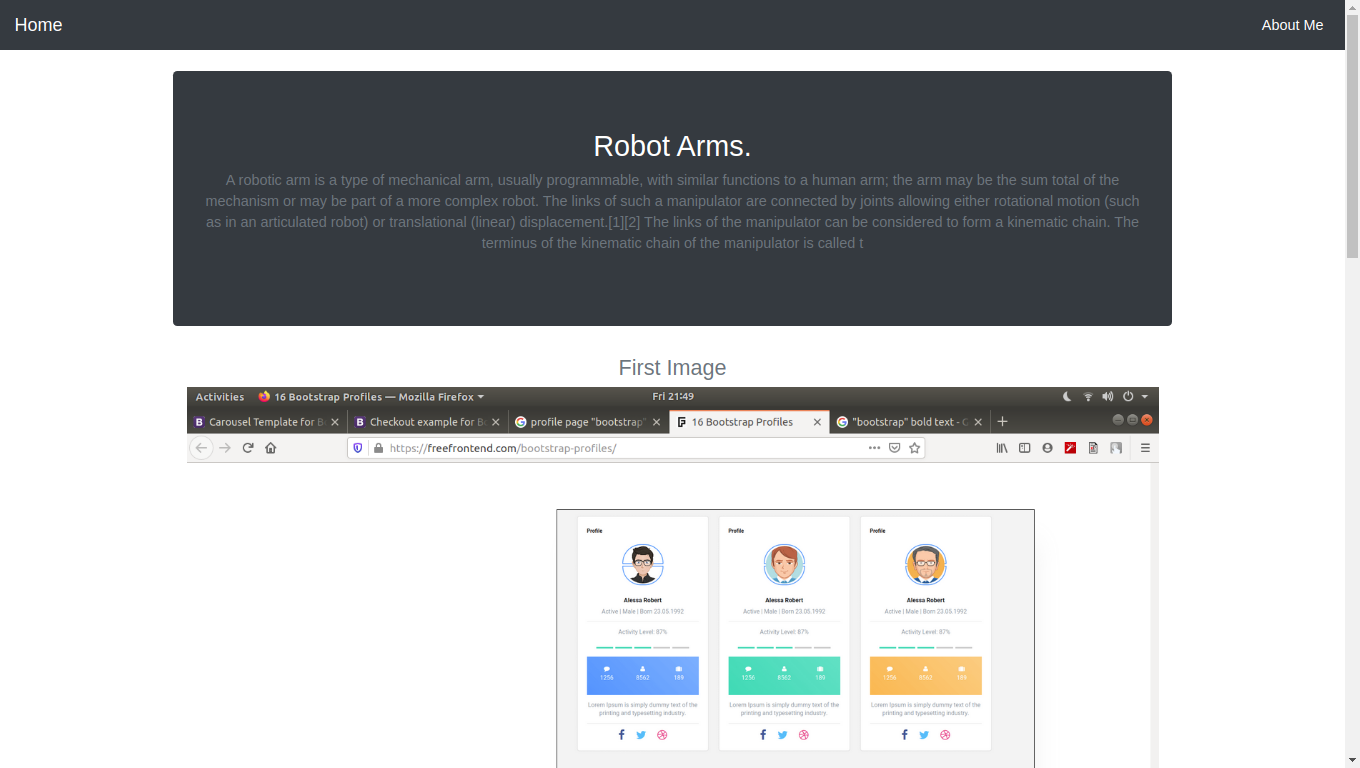 Home
About Me
Robot Arms.
A robotic arm is a type of mechanical arm, usually programmable, with similar functions to a human arm; the arm may be the sum total of the
mechanism or may be part of a more complex robot. The links of such a manipulator are connected by joints allowing either rotational motion (such
as in an articulated robot) or translational (linear) displacement.[1][2] The links of the manipulator can be considered to form a kinematic chain. The
terminus of the kinematic chain of the manipulator is called t
First Image
Activities 16 Bootstrap Profiles — Mozilla Firefox Fri 21:49
Carousel Template for B Checkout example for Bo profile page "bootstrap" 16 Bootstrap Profiles "bootstrap" bold text - G
https://freefrontend.com/bootstrap-profiles/
Profile Profile Profile
Alessa Robert Alessa Robert Alessa Robert
Active | Male | Born 23.05.1992 Active | Male | Born 23.05.1992 Active | Male | Born 23.05.1992
Activity Level: 87% Activity Level: 87% Activity Level: 87%
1256 8562 189 1256 8562 189 1256 8562 189
Lorem Ipsum is simply dummy text of the Lorem Ipsum is simply dummy text of the Lorem Ipsum is simply dummy text of the
printing and typesetting industry. printing and typesetting industry. printing and typesetting industry.